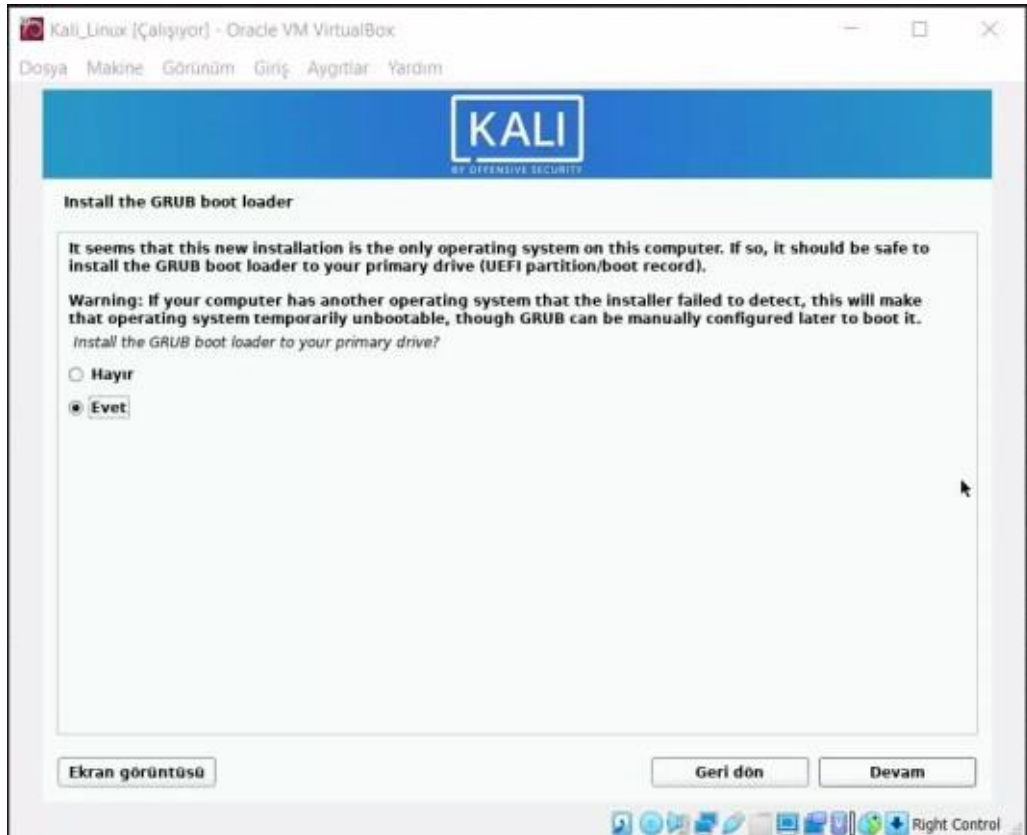 Kali_Linux [Çalışıyor] - Oracle VM VirtualBox
Dosya Makine Görünüm Giriş Aygıtlar Yardım
KALI
BY OFFENSIVE SECURITY
Install the GRUB boot loader
It seems that this new installation is the only operating system on this computer. If so, it should be safe to
install the GRUB boot loader to your primary drive (UEFI partition/boot record).
Warning: If your computer has another operating system that the installer failed to detect, this will make
that operating system temporarily unbootable, though GRUB can be manually configured later to boot it.
Install the GRUB boot loader to your primary drive?
Hayır
Evet
Ekran görüntüsü Geri dön Devam
Right Control